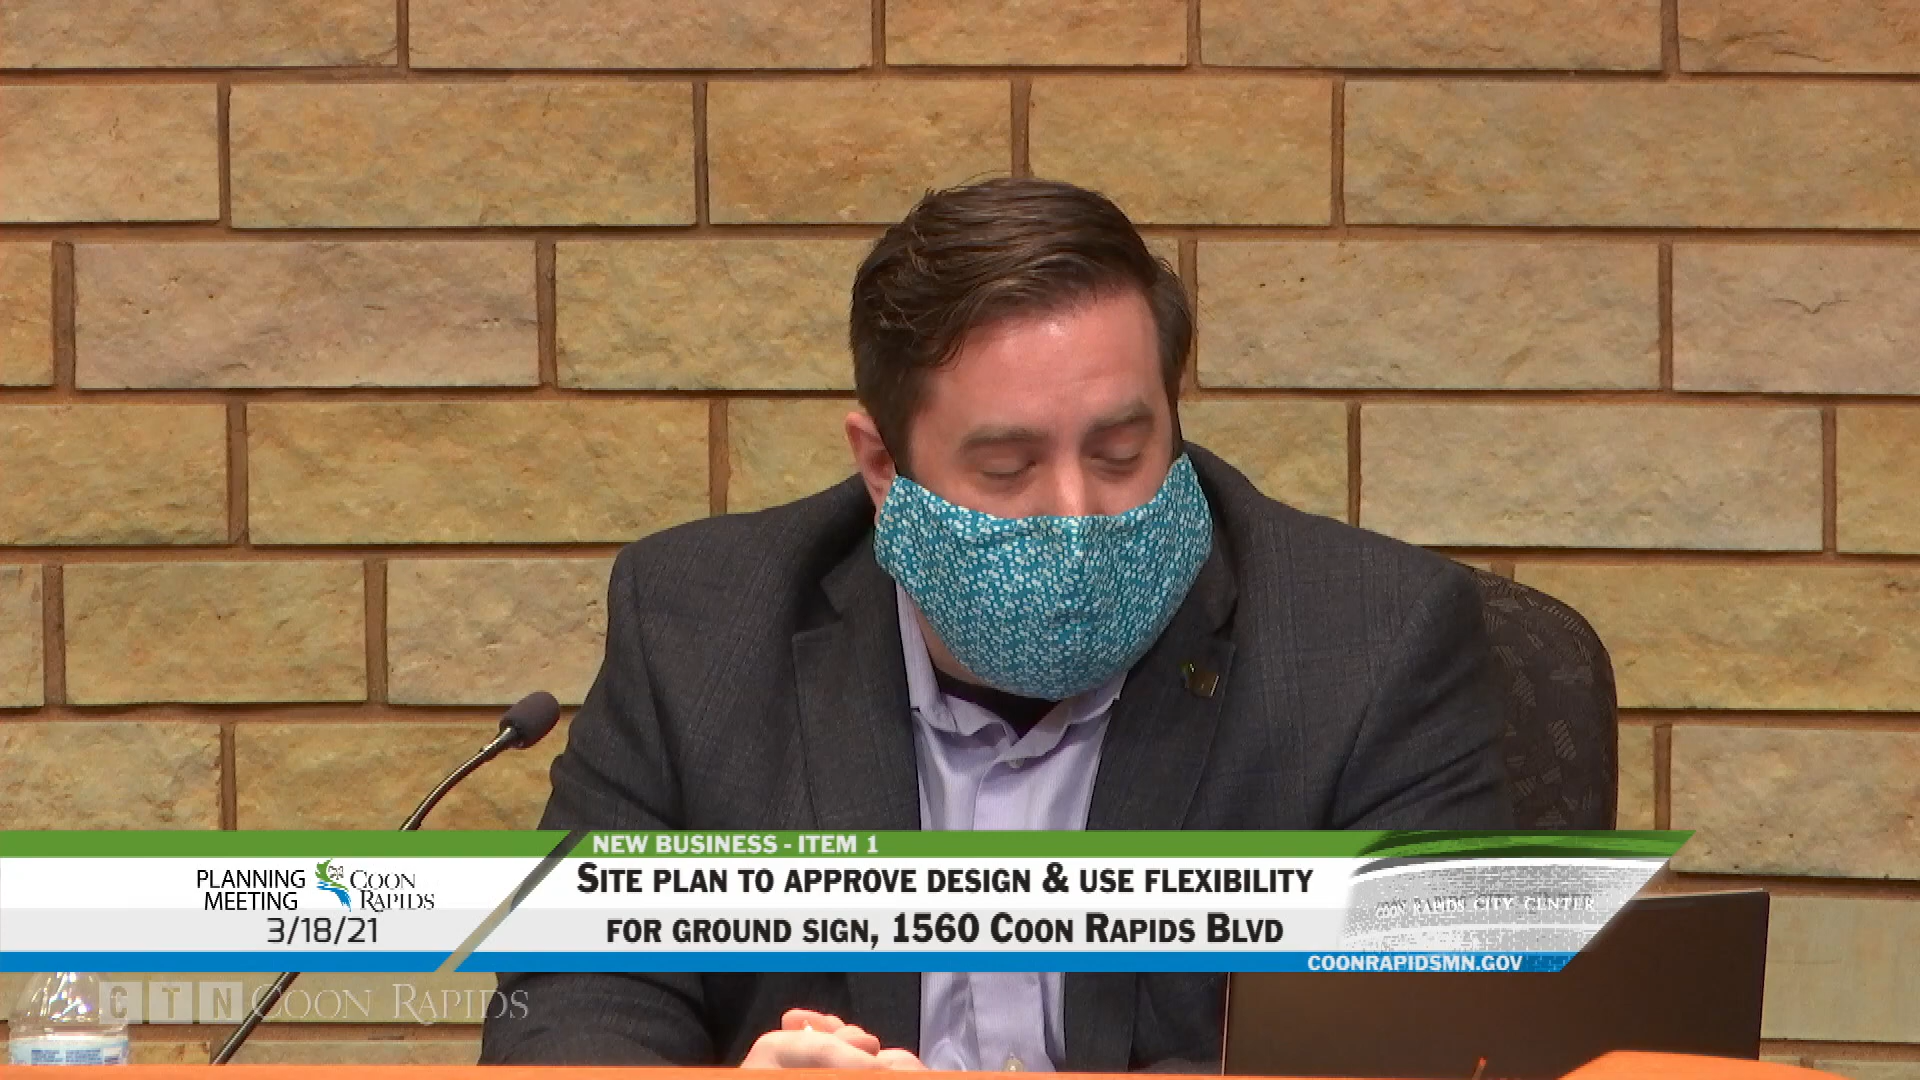 NEW BUSINESS - ITEM 1
PLANNING MEETING
COON RAPIDS
3/18/21
SITE PLAN TO APPROVE DESIGN & USE FLEXIBILITY
FOR GROUND SIGN, 1560 COON RAPIDS BLVD
COON RAPIDS CITY CENTER
COONRAPIDSMN.GOV
CTN COON RAPIDS